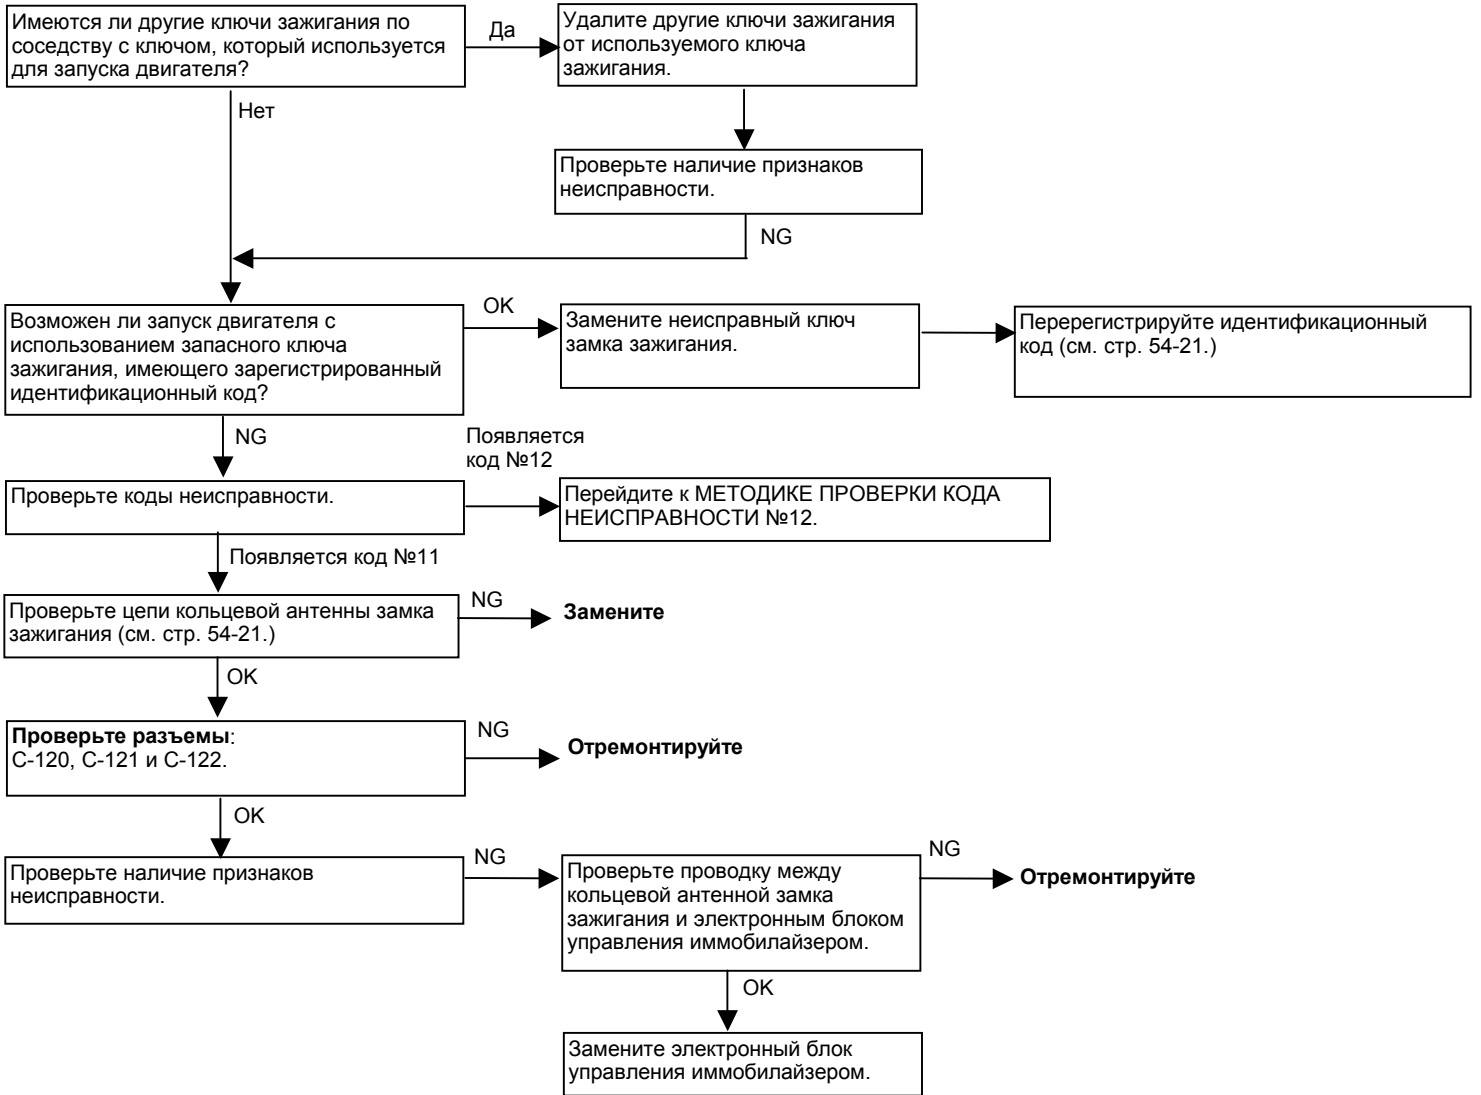 Имеются ли другие ключи зажигания по
соседству с ключом, который используется
для запуска двигателя?
Да
Удалите другие ключи зажигания
от используемого ключа
зажигания.
Нет
Проверьте наличие признаков
неисправности.
NG
Возможен ли запуск двигателя с
использованием запасного ключа
зажигания, имеющего зарегистрированный
идентификационный код?
OK
Замените неисправный ключ
замка зажигания.
Перерегистрируйте идентификационный
код (см. стр. 54-21.)
NG
Появляется
код №12
Проверьте коды неисправности.
Перейдите к МЕТОДИКЕ ПРОВЕРКИ КОДА
НЕИСПРАВНОСТИ №12.
Появляется код №11
Проверьте цепи кольцевой антенны замка
зажигания (см. стр. 54-21.)
NG
Замените
OK
Проверьте разъемы:
С-120, С-121 и С-122.
NG
Отремонтируйте
OK
Проверьте наличие признаков
неисправности.
NG
Проверьте проводку между
кольцевой антенной замка
зажигания и электронным блоком
управления иммобилайзером.
NG
Отремонтируйте
OK
Замените электронный блок
управления иммобилайзером.